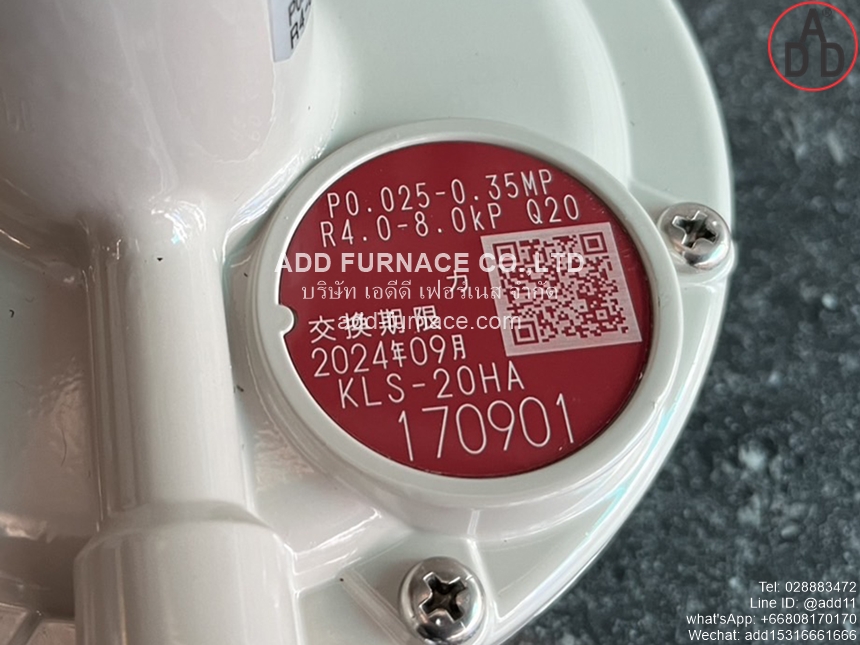 ADD
P0.025-0.35MP
R4.0-8.0kP Q20
ADD FURNACE CO.,LTD
บริษัท เอดีดี เฟอร์เนส จำกัด
交換期限
addfurnace.com
2024年09月
KLS-20HA
170901
Tel: 028883472
Line ID: @add11
what'sApp: +66808170170
Wechat: add15316661666